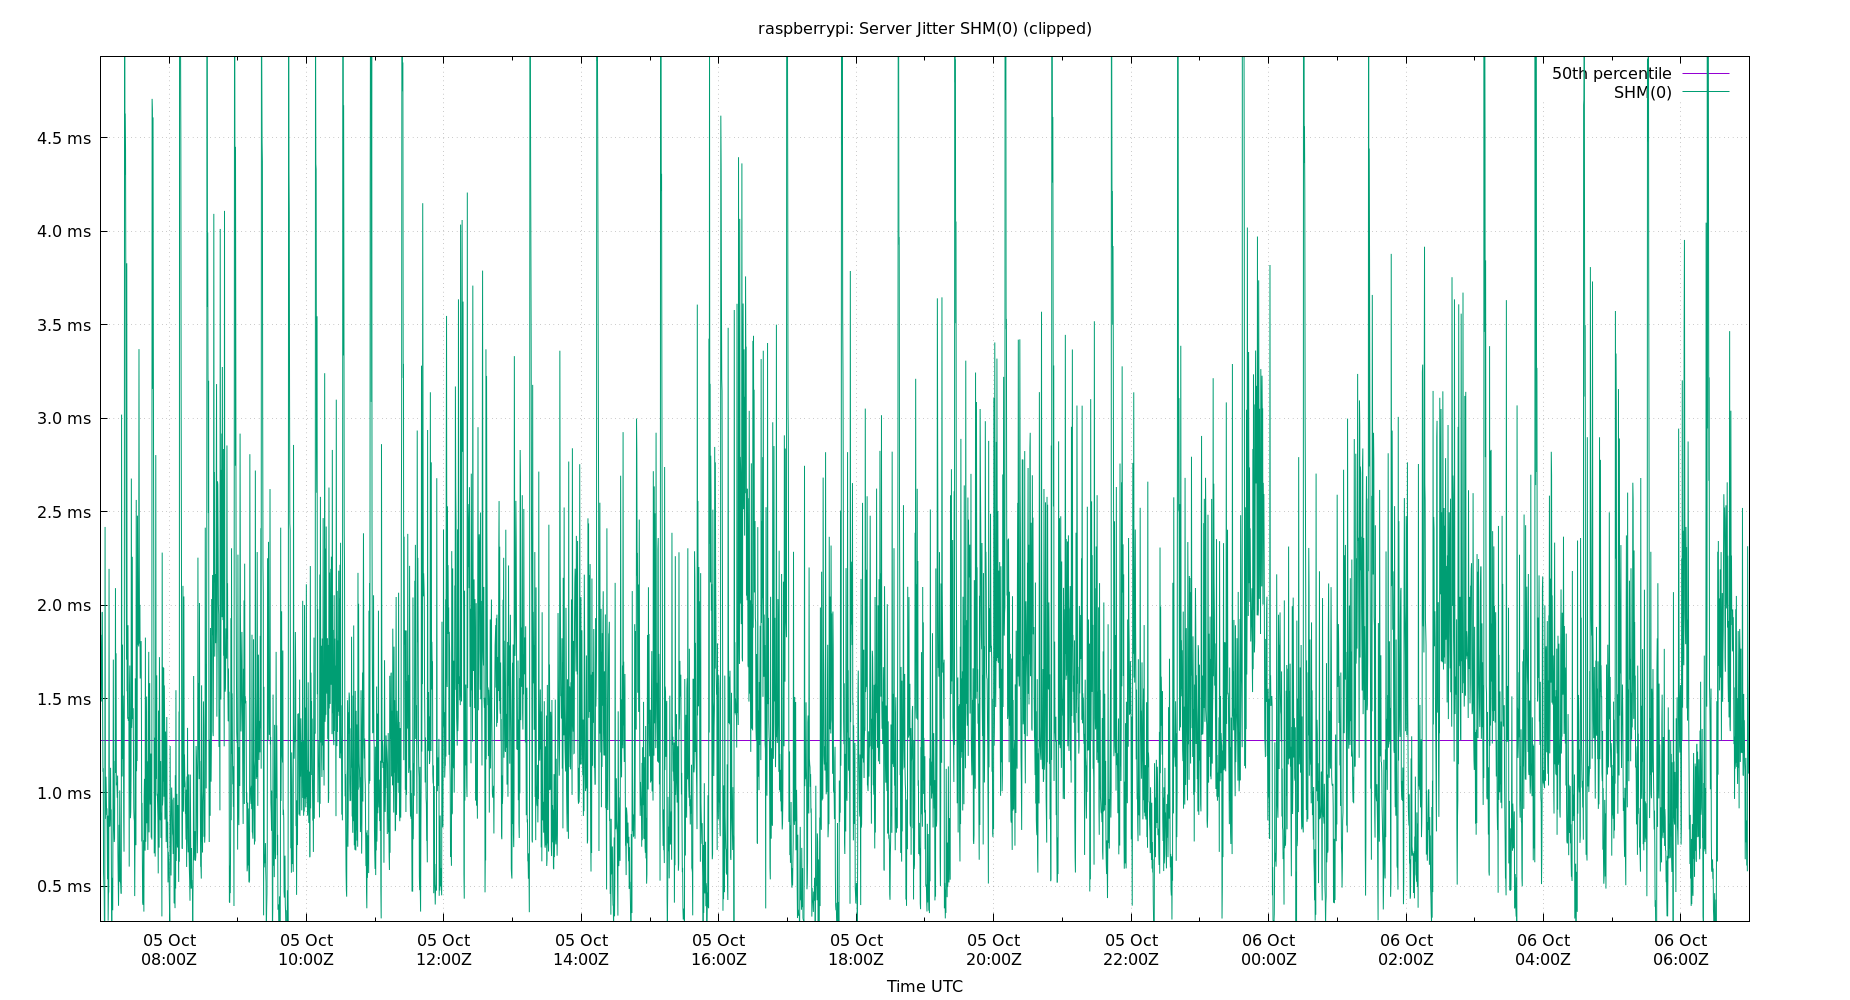 raspberrypi: Server Jitter SHM(0) (clipped)
50th percentile
SHM(0)
4.5 ms
4.0 ms
3.5 ms
3.0 ms
2.5 ms
2.0 ms
1.5 ms
1.0 ms
0.5 ms
05 Oct 05 Oct 05 Oct 05 Oct 05 Oct 05 Oct 05 Oct 05 Oct 06 Oct 06 Oct 06 Oct 06 Oct
08:00Z 10:00Z 12:00Z 14:00Z 16:00Z 18:00Z 20:00Z 22:00Z 00:00Z 02:00Z 04:00Z 06:00Z
Time UTC